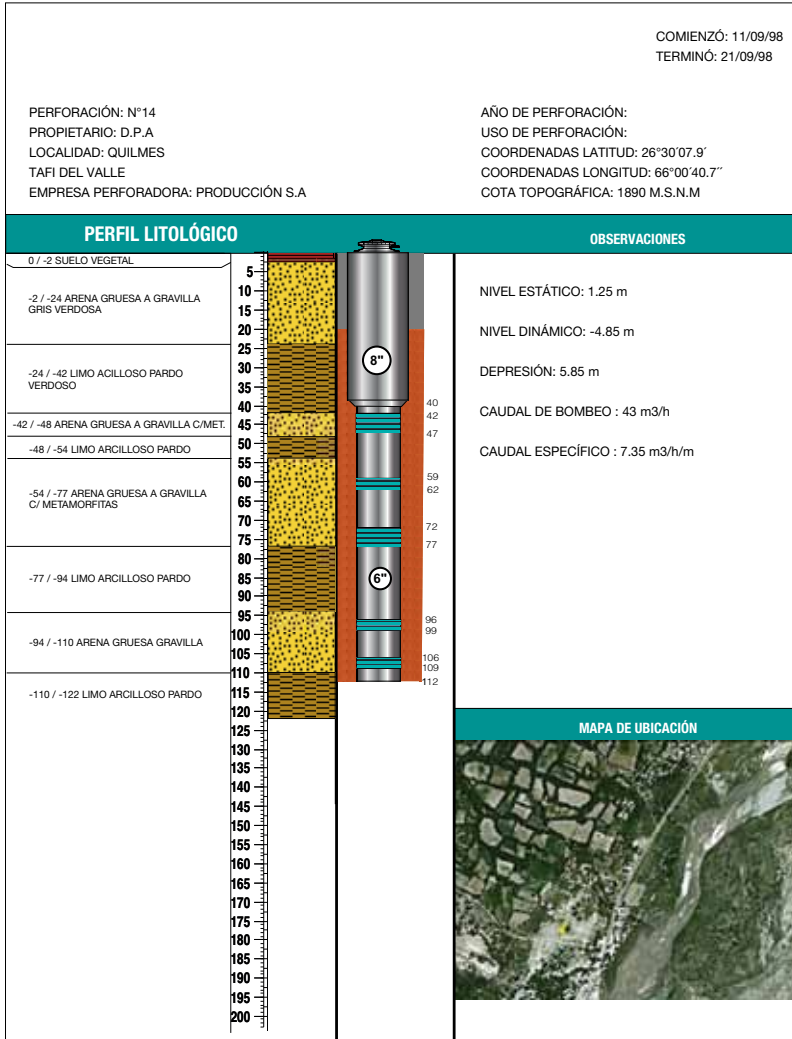 COMIENZÓ: 11/09/98
TERMINÓ: 21/09/98
PERFORACIÓN: N°14
PROPIETARIO: D.P.A
LOCALIDAD: QUILMES
TAFI DEL VALLE
EMPRESA PERFORADORA: PRODUCCIÓN S.A
AÑO DE PERFORACIÓN:
USO DE PERFORACIÓN:
COORDENADAS LATITUD: 26°30´07.9´
COORDENADAS LONGITUD: 66°00´40.7´´
COTA TOPOGRÁFICA: 1890 M.S.N.M
PERFIL LITOLÓGICO
0 / -2 SUELO VEGETAL
-2 / -24 ARENA GRUESA A GRAVILLA
GRIS VERDOSA
-24 / -42 LIMO ACILLOSO PARDO
VERDOSO
-42 / -48 ARENA GRUESA A GRAVILLA C/MET.
-48 / -54 LIMO ARCILLOSO PARDO
-54 / -77 ARENA GRUESA A GRAVILLA
C/ METAMORFITAS
-77 / -94 LIMO ARCILLOSO PARDO
-94 / -110 ARENA GRUESA GRAVILLA
-110 / -122 LIMO ARCILLOSO PARDO
5
10
15
20
25
30
35
40
45
50
55
60
65
70
75
80
85
90
95
100
105
110
115
120
125
130
135
140
145
150
155
160
165
170
175
180
185
190
195
200
8"
6"
40
42
47
59
62
72
77
96
99
106
109
-112
OBSERVACIONES
NIVEL ESTÁTICO: 1.25 m
NIVEL DINÁMICO: -4.85 m
DEPRESIÓN: 5.85 m
CAUDAL DE BOMBEO : 43 m3/h
CAUDAL ESPECÍFICO : 7.35 m3/h/m
MAPA DE UBICACIÓN